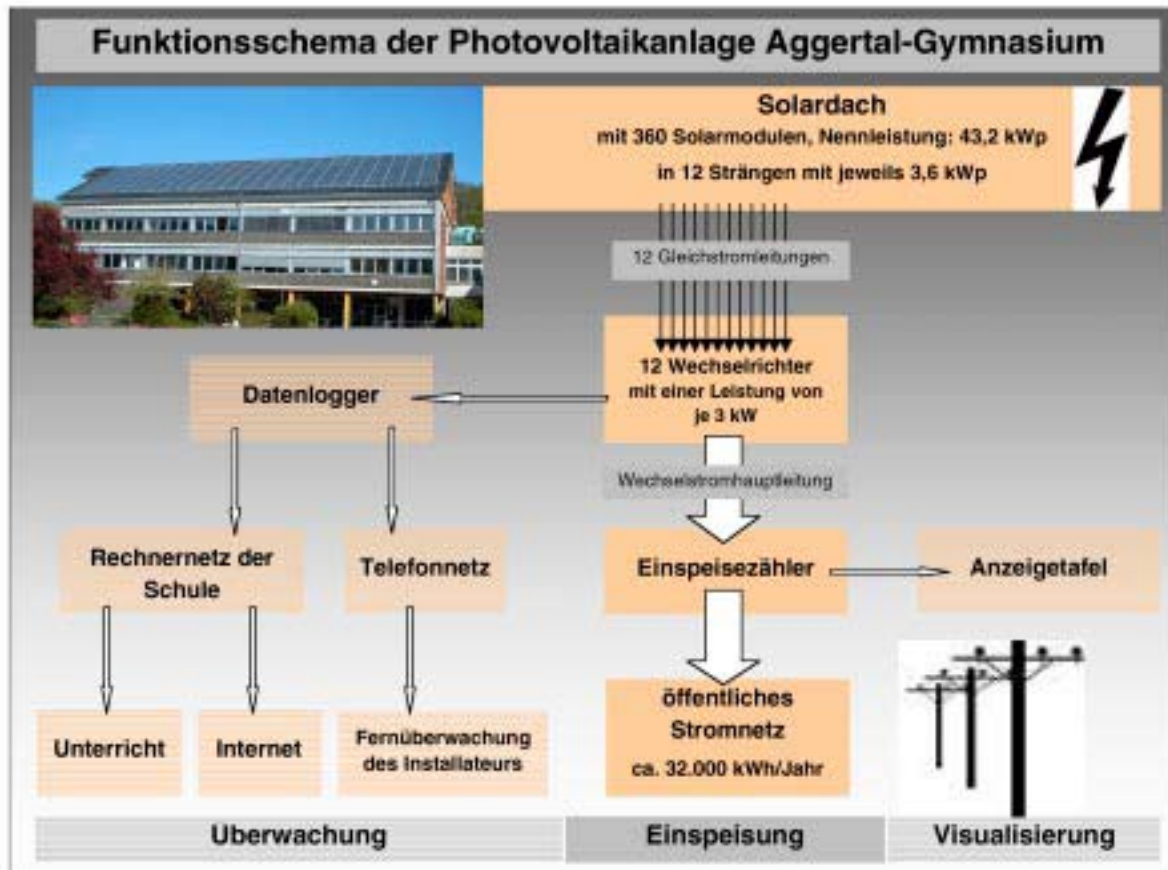 Funktionsschema der Photovoltaikanlage Aggertal-Gymnasium
Solardach
mit 360 Solarmodulen, Nennleistung: 43,2 kWp
in 12 Strängen mit jeweils 3,6 kWp
12 Gleichstromleitungen
12 Wechselrichter
mit einer Leistung von
je 3 kW
Datenlogger
Wechselstromhauptleitung
Rechnernetz der
Schule
Telefonnetz
Einspeisezähler
Anzeigetafel
Unterricht
Internet
Fernüberwachung
des Installateurs
öffentliches
Stromnetz
ca. 32.000 kWh/Jahr
Überwachung
Einspeisung
Visualisierung